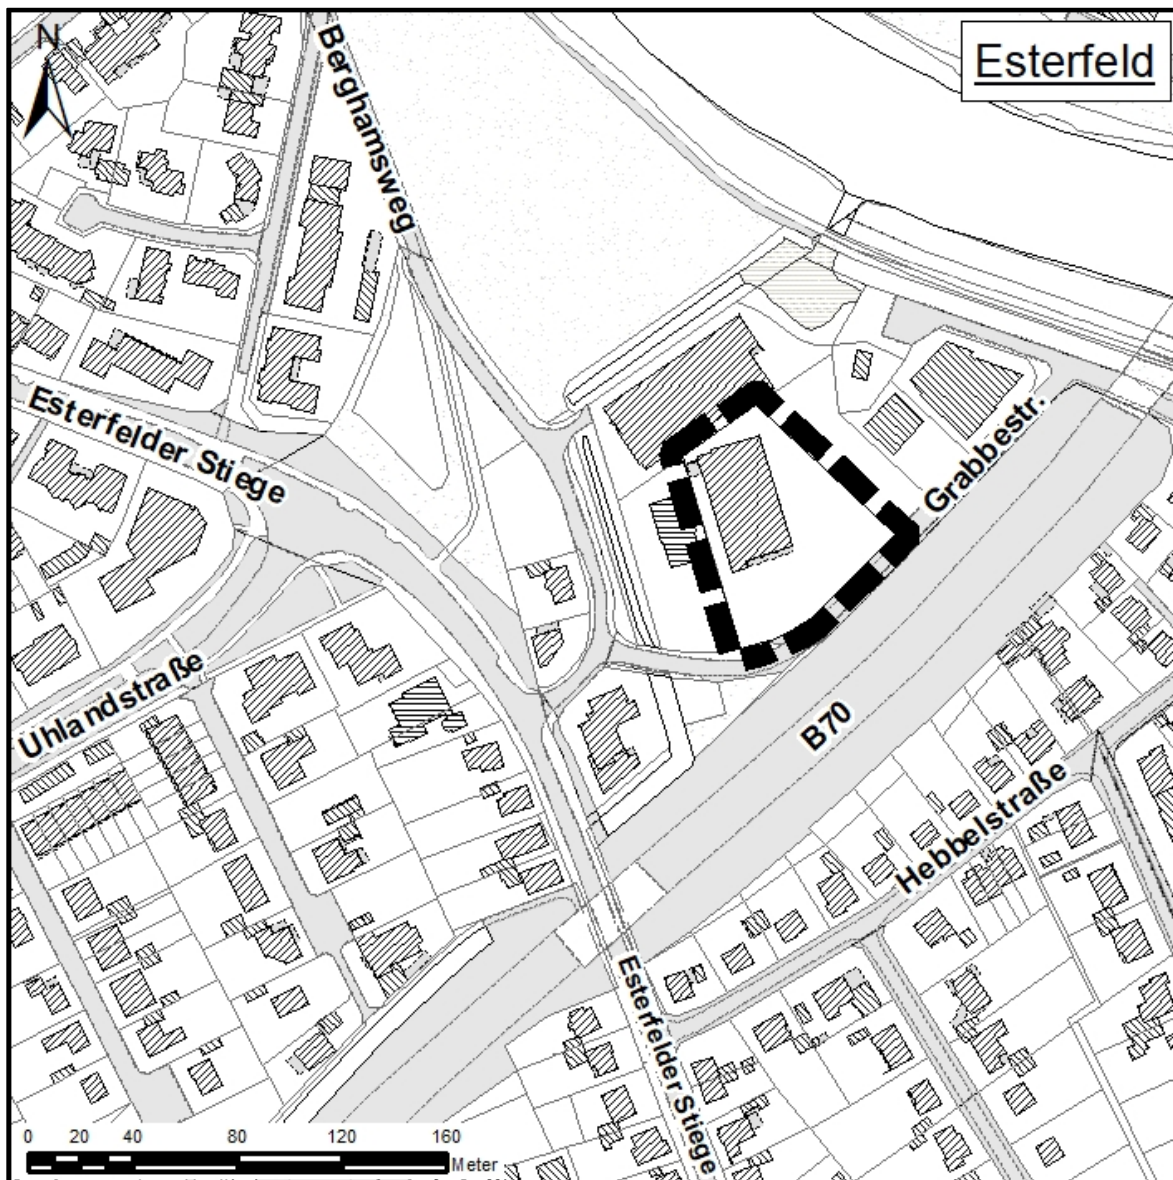 Esterfeld
N
Berghamsweg
Esterfelder Stiege
Grabbestr.
Uhlandstraße
B70
Hebbelstraße
Esterfelder Stiege
0 20 40 80 120 160
Meter